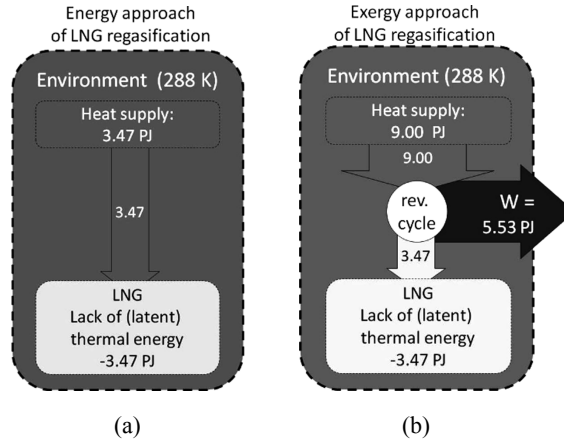 Energy approach
of LNG regasification
Environment (288 K)
Heat supply:
3.47 PJ
3.47
LNG
Lack of (latent)
thermal energy
-3.47 PJ
(a)
Exergy approach
of LNG regasification
Environment (288 K)
Heat supply:
9.00 PJ
9.00
rev.
cycle
W =
5.53 PJ
3.47
LNG
Lack of (latent)
thermal energy
-3.47 PJ
(b)